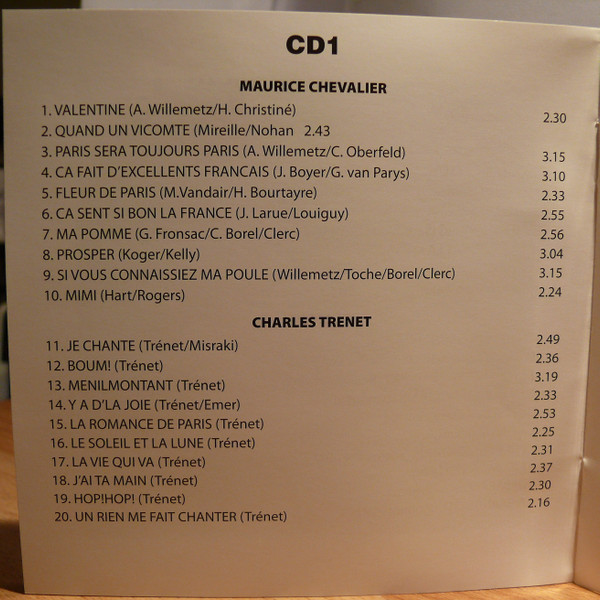 CD1
MAURICE CHEVALIER
1. VALENTINE (A. Willemetz/H. Christiné) 2.30
2. QUAND UN VICOMTE (Mireille/Nohan 2.43
3. PARIS SERA TOUJOURS PARIS (A. Willemetz/C. Oberfeld) 3.15
4. CA FAIT D'EXCELLENTS FRANCAIS (J. Boyer/G. van Parys) 3.10
5. FLEUR DE PARIS (M.Vandair/H. Bourtayre) 2.33
6. CA SENT SI BON LA FRANCE (J. Larue/Louiguy) 2.55
7. MA POMME (G. Fronsac/C. Borel/Clerc) 2.56
8. PROSPER (Koger/Kelly) 3.04
9. SI VOUS CONNAISSIEZ MA POULE (Willemetz/Toche/Borel/Clerc) 3.15
10. MIMI (Hart/Rogers) 2.24
CHARLES TRENET
11. JE CHANTE (Trénet/Misraki) 2.49
12. BOUM! (Trénet) 2.36
13. MENILMONTANT (Trénet) 3.19
14. Y A D'LA JOIE (Trénet/Emer) 2.33
15. LA ROMANCE DE PARIS (Trénet) 2.53
16. LE SOLEIL ET LA LUNE (Trénet) 2.25
17. LA VIE QUI VA (Trénet) 2.31
18. J'AI TA MAIN (Trénet) 2.37
19. HOP!HOP! (Trénet) 2.30
20. UN RIEN ME FAIT CHANTER (Trénet) 2.16